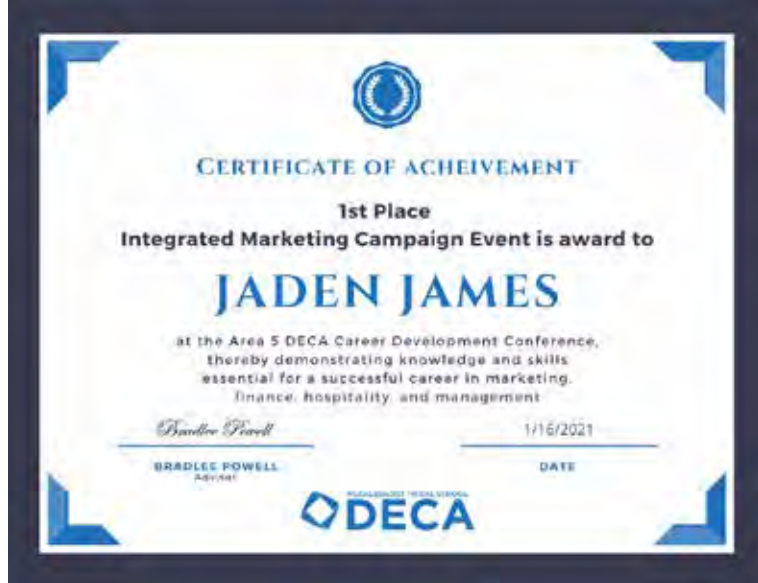 CERTIFICATE OF ACHEIVEMENT
1st Place
Integrated Marketing Campaign Event is award to
JADEN JAMES
at the Area 5 DECA Career Development Conference,
thereby demonstrating knowledge and skills
essential for a successful career in marketing,
finance, hospitality, and management
Bradlee Powell
1/16/2021
BRADLEE POWELL
DATE
Advisor
DECA